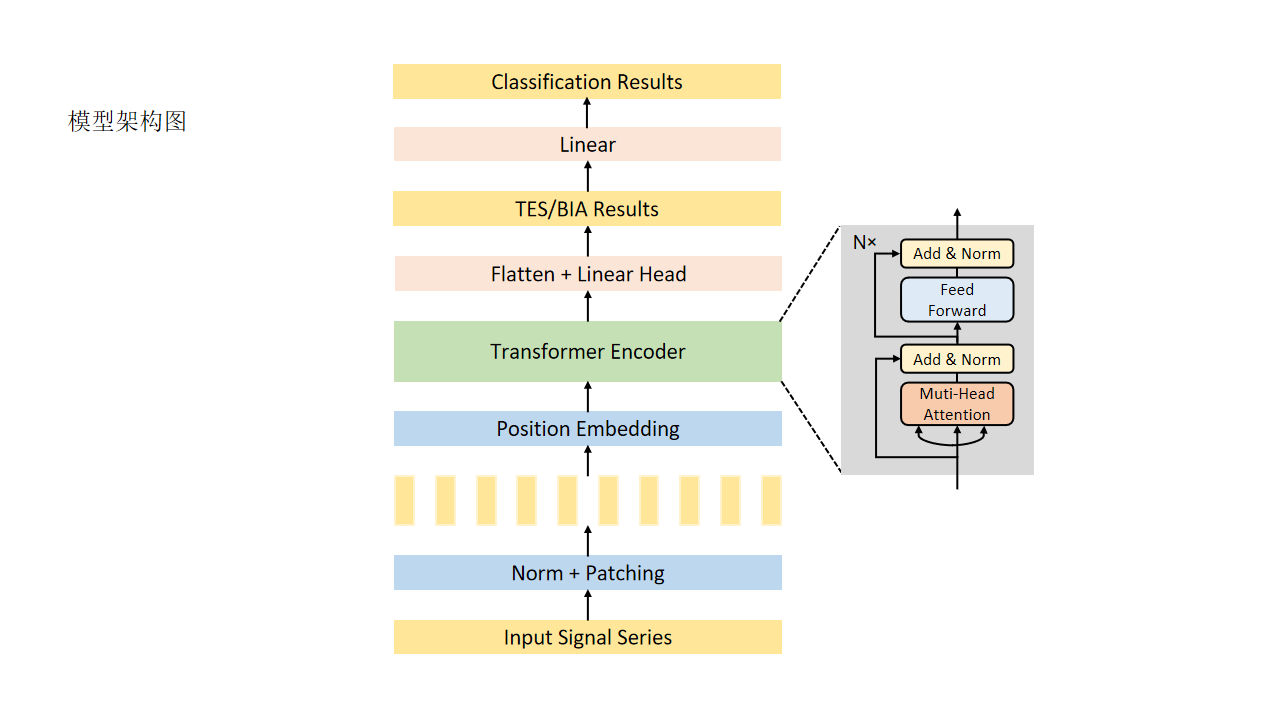 模型架构图
Classification Results
Linear
TES/BIA Results
Flatten + Linear Head
Transformer Encoder
Position Embedding
Norm + Patching
Input Signal Series
N×
Add & Norm
Feed
Forward
Add & Norm
Muti-Head
Attention